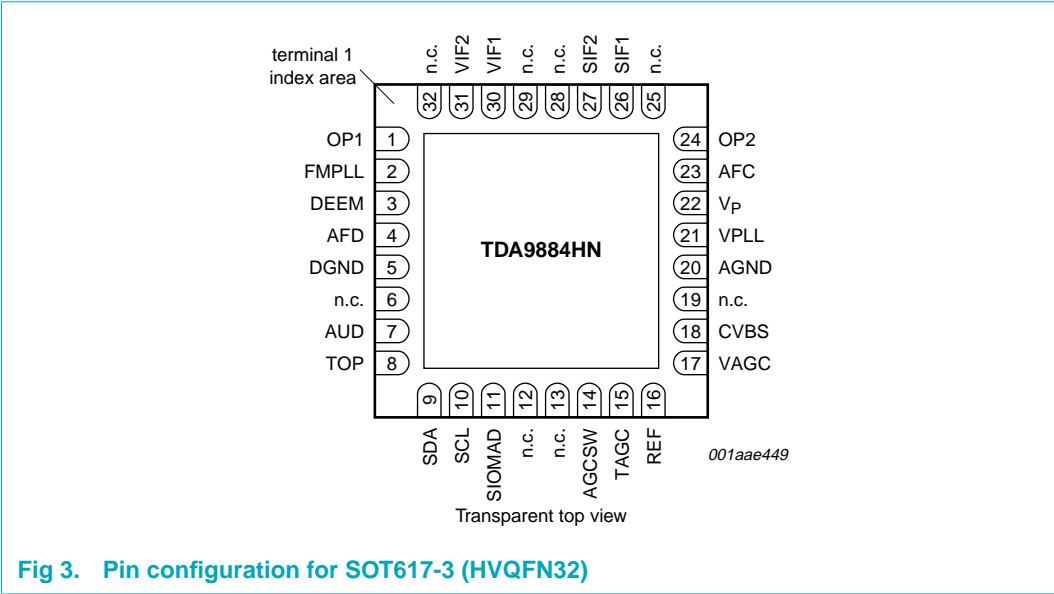 terminal 1
index area
n.c.
VIF2
VIF1
n.c.
n.c.
SIF2
SIF1
n.c.
32
31
30
29
28
27
26
25
OP1 1
FMPLL 2
DEEM 3
AFD 4
DGND 5
n.c. 6
AUD 7
TOP 8
TDA9884HN
24 OP2
23 AFC
22 VP
21 VPLL
20 AGND
19 n.c.
18 CVBS
17 VAGC
9
10
11
12
13
14
15
16
SDA
SCL
SIOMAD
n.c.
n.c.
AGCSW
TAGC
REF
001aae449
Transparent top view
Fig 3. Pin configuration for SOT617-3 (HVQFN32)